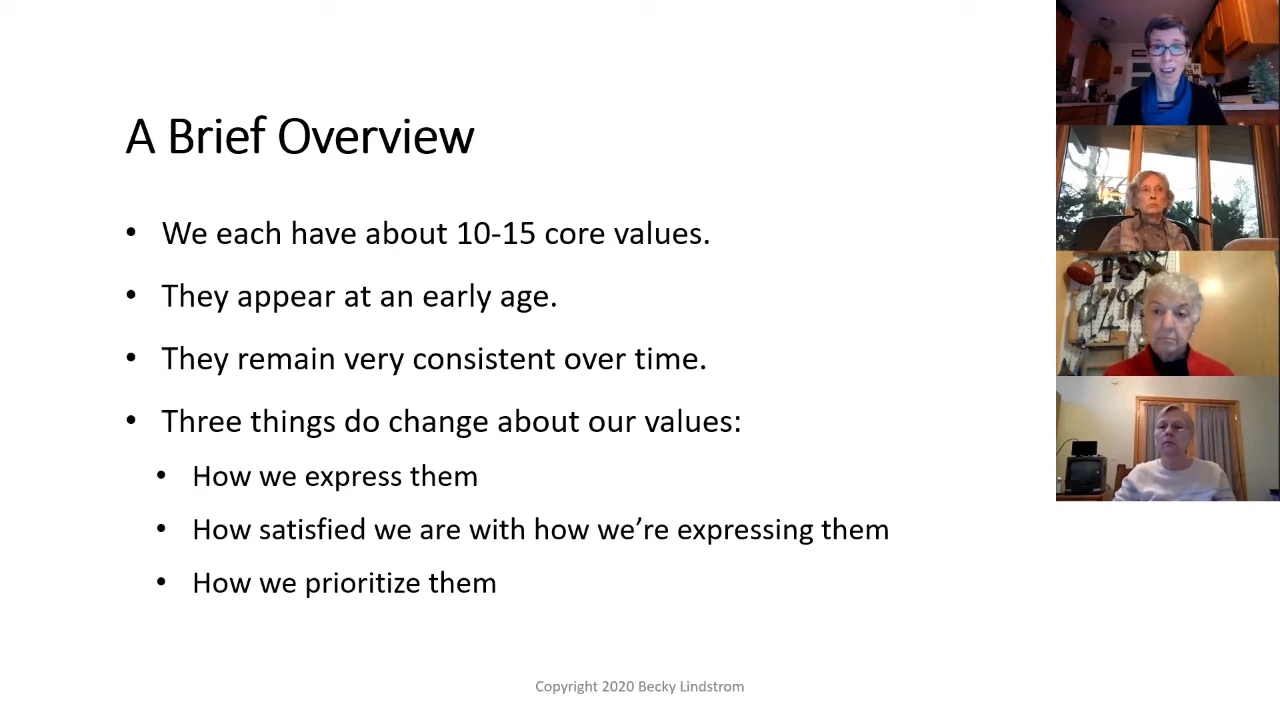 A Brief Overview
• We each have about 10-15 core values.
• They appear at an early age.
• They remain very consistent over time.
• Three things do change about our values:
• How we express them
• How satisfied we are with how we’re expressing them
• How we prioritize them
Copyright 2020 Becky Lindstrom